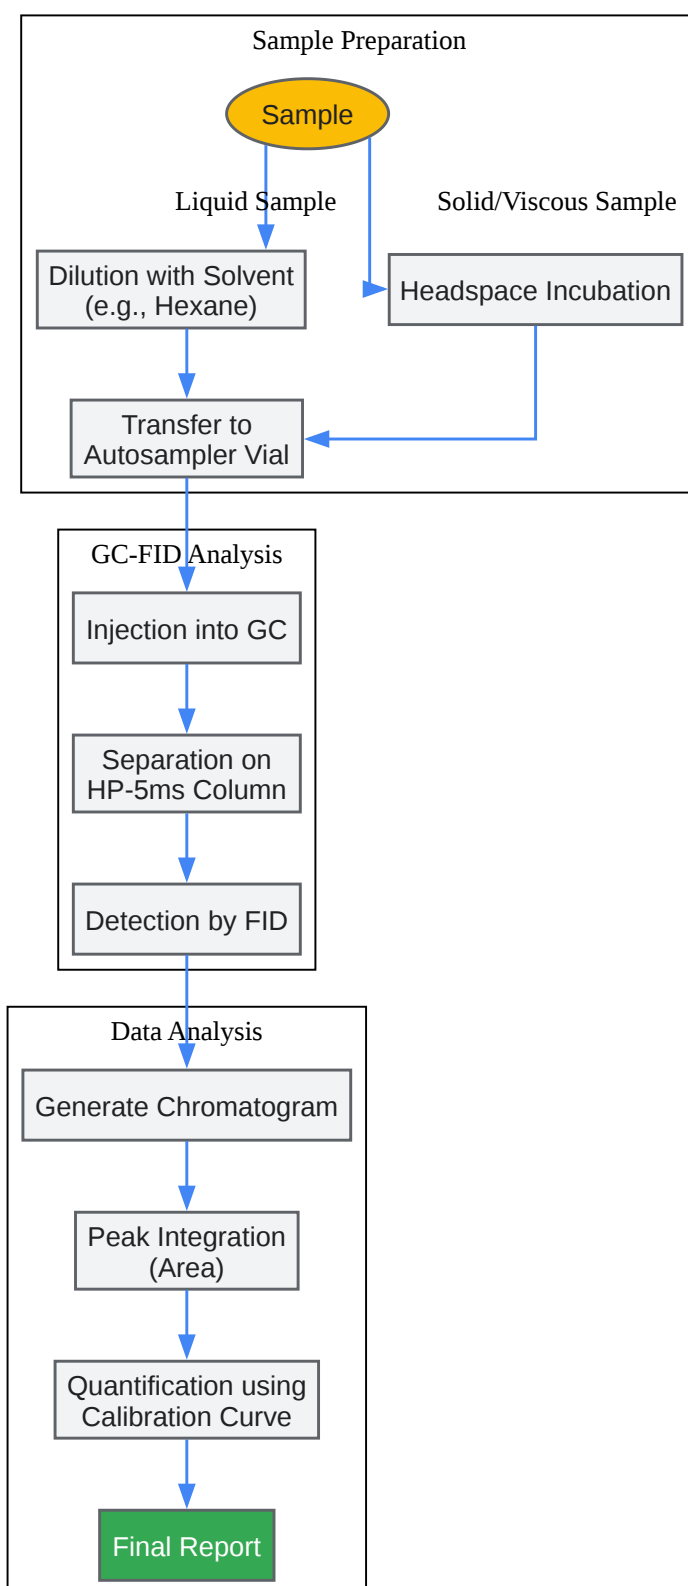 Sample Preparation
Sample
Liquid Sample
Solid/Viscous Sample
Dilution with Solvent
(e.g., Hexane)
Headspace Incubation
Transfer to
Autosampler Vial
GC-FID Analysis
Injection into GC
Separation on
HP-5ms Column
Detection by FID
Data Analysis
Generate Chromatogram
Peak Integration
(Area)
Quantification using
Calibration Curve
Final Report